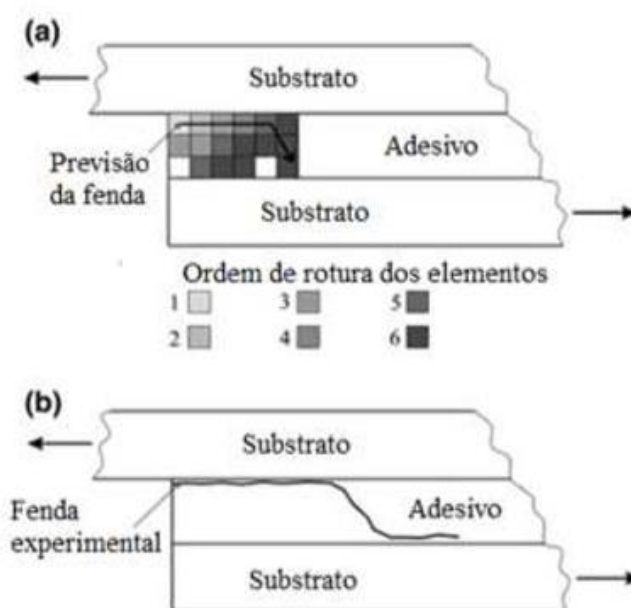 (a)
Substrato
Previsão
da fenda
Adesivo
Substrato
Ordem de rotura dos elementos
1 3 5
2 4 6
(b)
Substrato
Fenda
experimental
Adesivo
Substrato